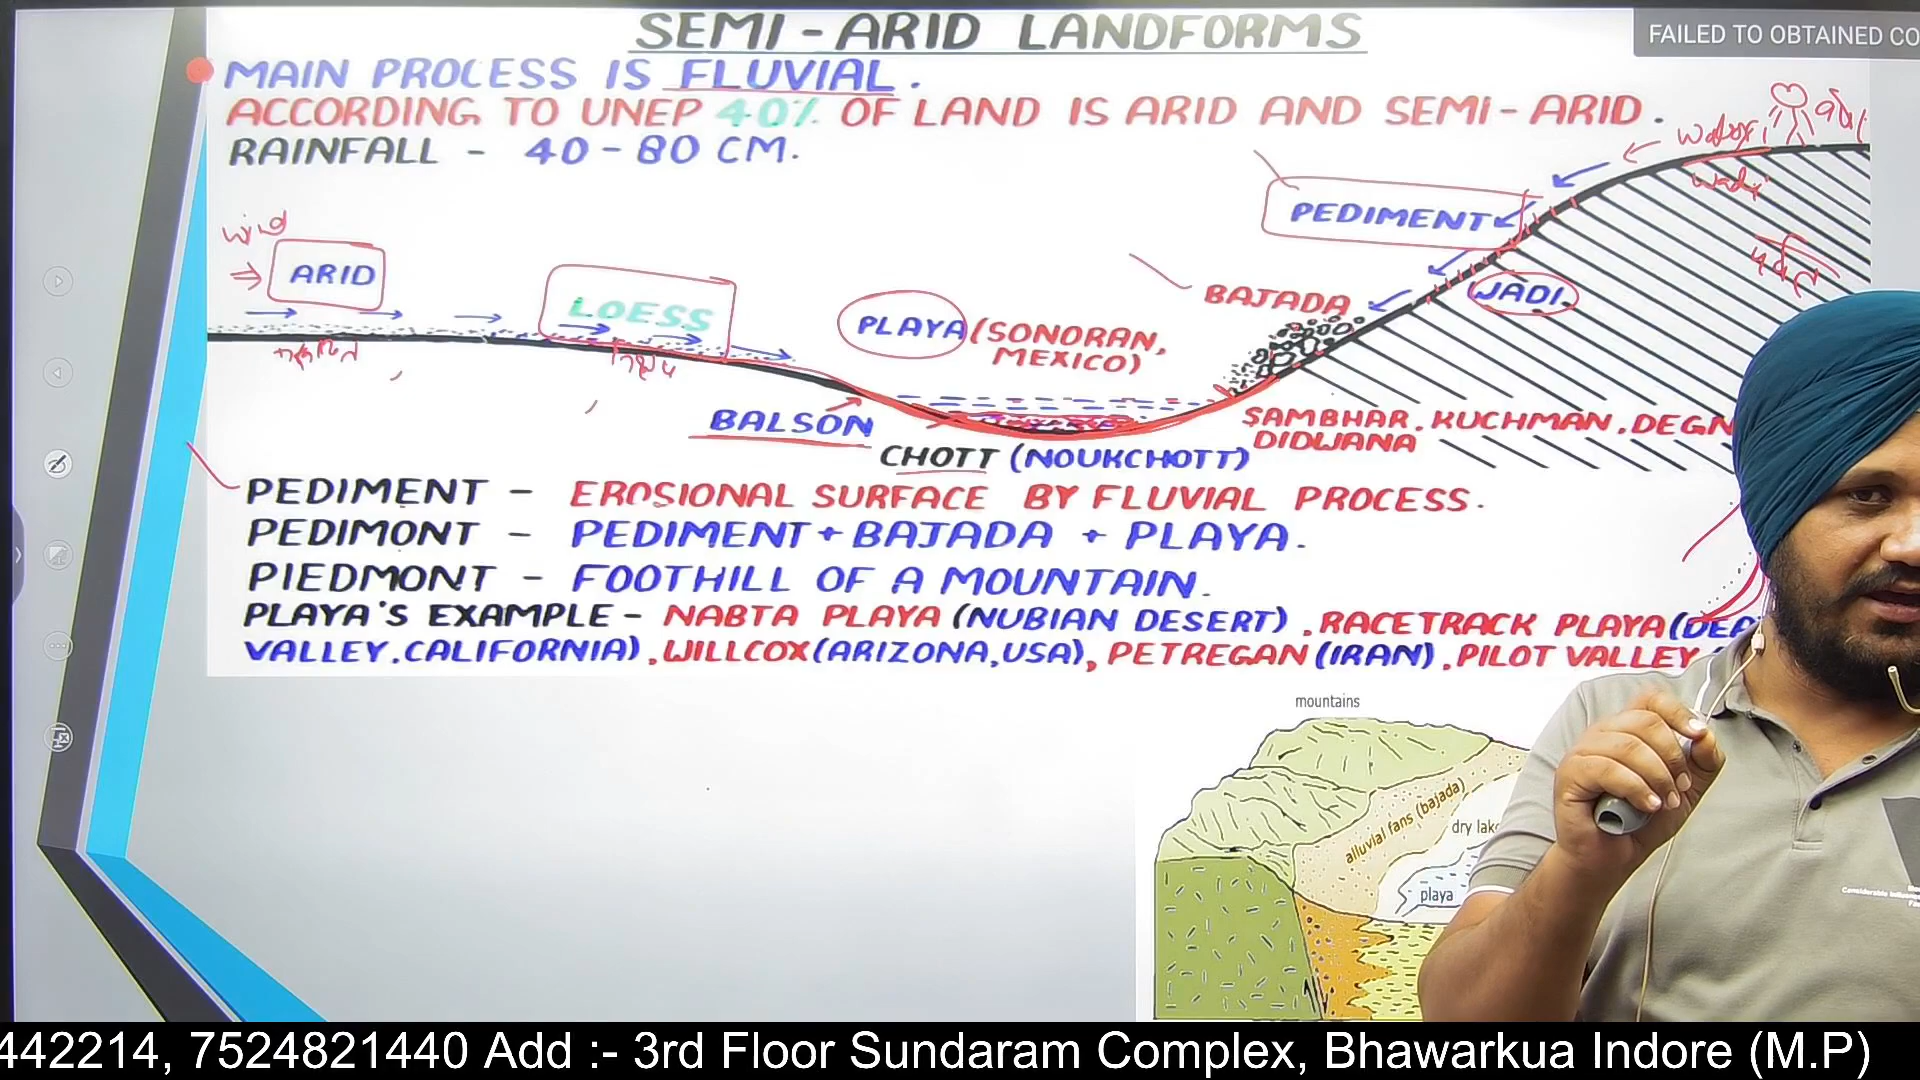 SEMI-ARID LANDFORMS
FAILED TO OBTAINED CO
MAIN PROCESS IS FLUVIAL.
ACCORDING TO UNEP 40% OF LAND IS ARID AND SEMI-ARID.
RAINFALL - 40-80 CM.
wadi
PEDIMENT
ARID
LOESS
BAJADA
WADI
PLAYA (SONORAN,
MEXICO)
BALSON
SAMBHAR, KUCHMAN, DEGN
DIDWANA
CHOTT (NOUKCHOTT)
PEDIMENT - EROSIONAL SURFACE BY FLUVIAL PROCESS.
PEDIMONT - PEDIMENT + BAJADA + PLAYA.
PIEDMONT - FOOTHILL OF A MOUNTAIN.
PLAYA'S EXAMPLE - NABTA PLAYA (NUBIAN DESERT), RACETRACK PLAYA (DEA
VALLEY, CALIFORNIA), WILLCOX (ARIZONA, USA), PETREGAN (IRAN), PILOT VALLEY
mountains
alluvial fans (bajada)
dry lake
playa
442214, 7524821440 Add :- 3rd Floor Sundaram Complex, Bhawarkua Indore (M.P)